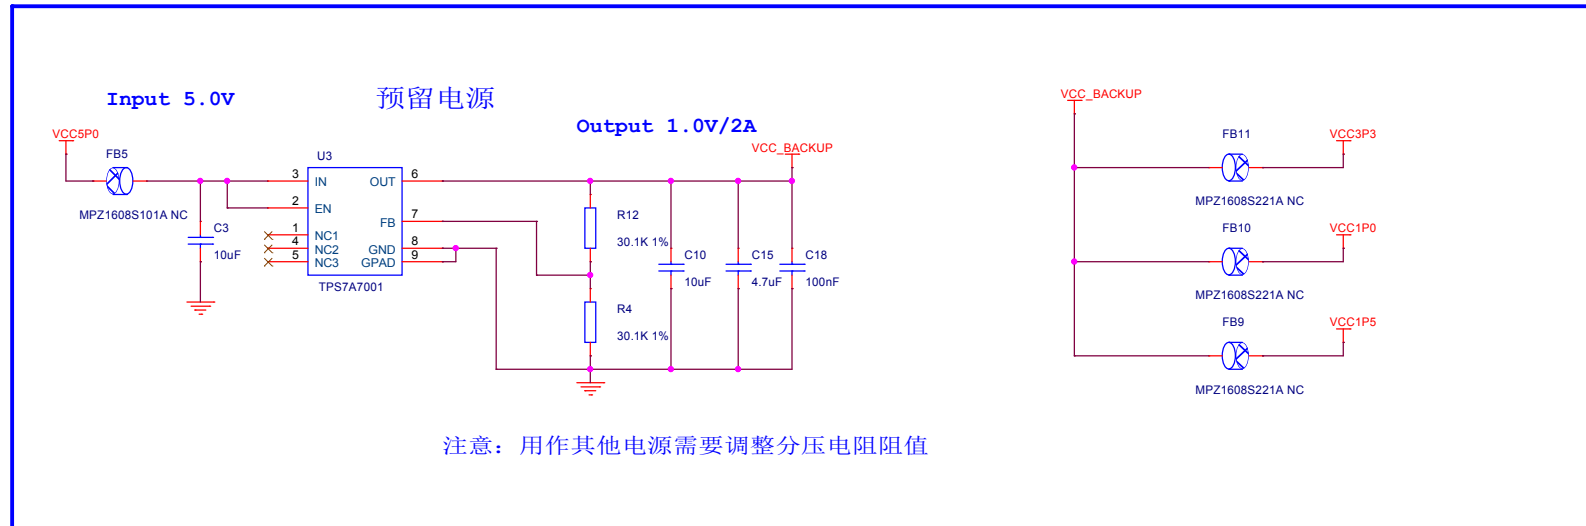 Input 5.0V
预留电源
Output 1.0V/2A
VCC5P0
FB5
MPZ1608S101A NC
C3
10uF
U3
3 IN OUT 6
2 EN
FB 7
1 NC1
4 NC2 GND 8
5 NC3 GPAD 9
TPS7A7001
VCC_BACKUP
R12
30.1K 1%
R4
30.1K 1%
C10
10uF
C15
4.7uF
C18
100nF
VCC_BACKUP
FB11
VCC3P3
MPZ1608S221A NC
FB10
VCC1P0
MPZ1608S221A NC
FB9
VCC1P5
MPZ1608S221A NC
注意：用作其他电源需要调整分压电阻阻值